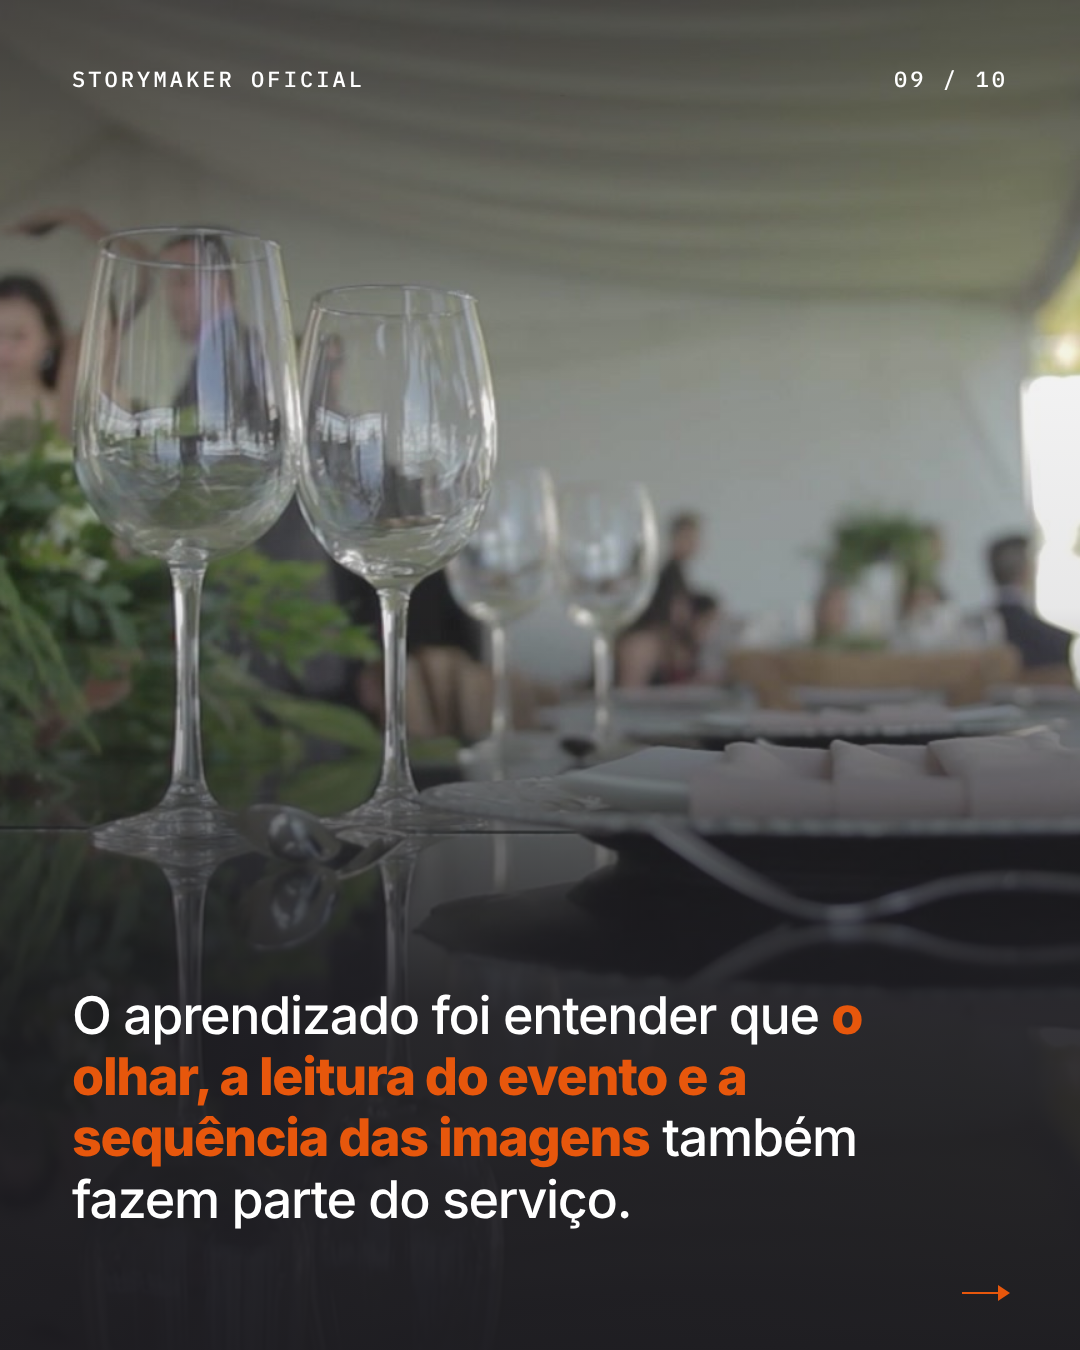 STORYMAKER OFICIAL
09 / 10
O aprendizado foi entender que o
olhar, a leitura do evento e a
sequência das imagens também
fazem parte do serviço.